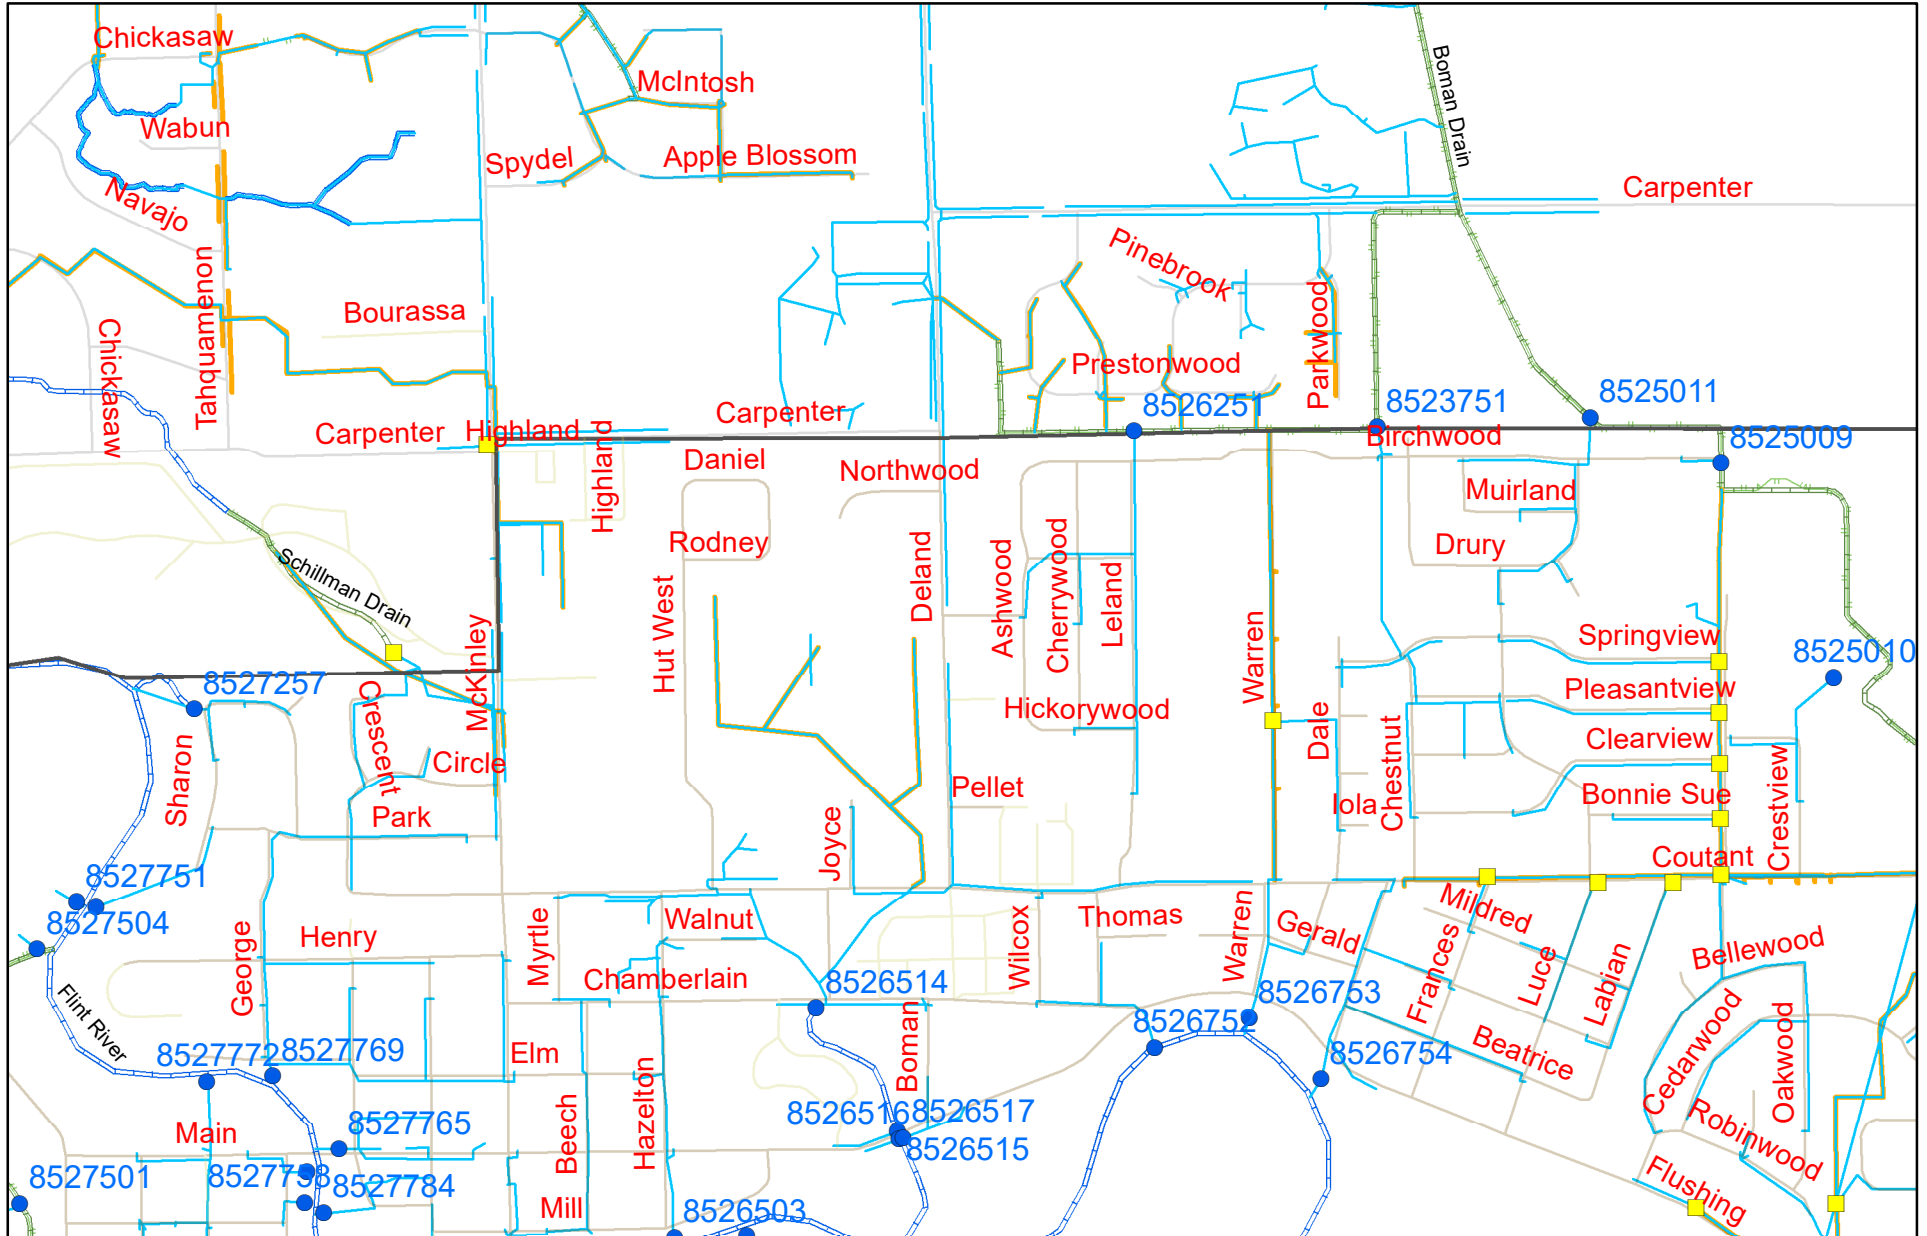 Chickasaw
McIntosh
Boman Drain
Wabun
Spydel
Apple Blossom
Carpenter
Navajo
Pinebrook
Tahquamenon
Bourassa
Chickasaw
Parkwood
Prestonwood
8526251
8523751
8525011
Carpenter
Highland
Highland
Carpenter
Birchwood
8525009
Daniel
Northwood
Muirland
Rodney
Drury
Schillman Drain
McKinley
Hut West
Deland
Ashwood
Cherrywood
Leland
Warren
Springview
8525010
8527257
Crescent
Hickorywood
Pleasantview
Dale
Chestnut
Clearview
Sharon
Circle
Pellet
Iola
Bonnie Sue
Crestview
Park
Joyce
Coutant
8527751
8527504
George
Henry
Myrtle
Walnut
Wilcox
Thomas
Warren
Gerald
Mildred
Frances
Luce
Labian
Bellewood
Chamberlain
8526514
8526753
Flint River
8526752
8526754
Beatrice
Cedarwood
Oakwood
8527772
8527769
Elm
Hazelton
Boman
8526516
8526517
8526515
Main
8527765
Beech
Robinwood
8527501
8527758
8527784
Mill
8526503
Flushing